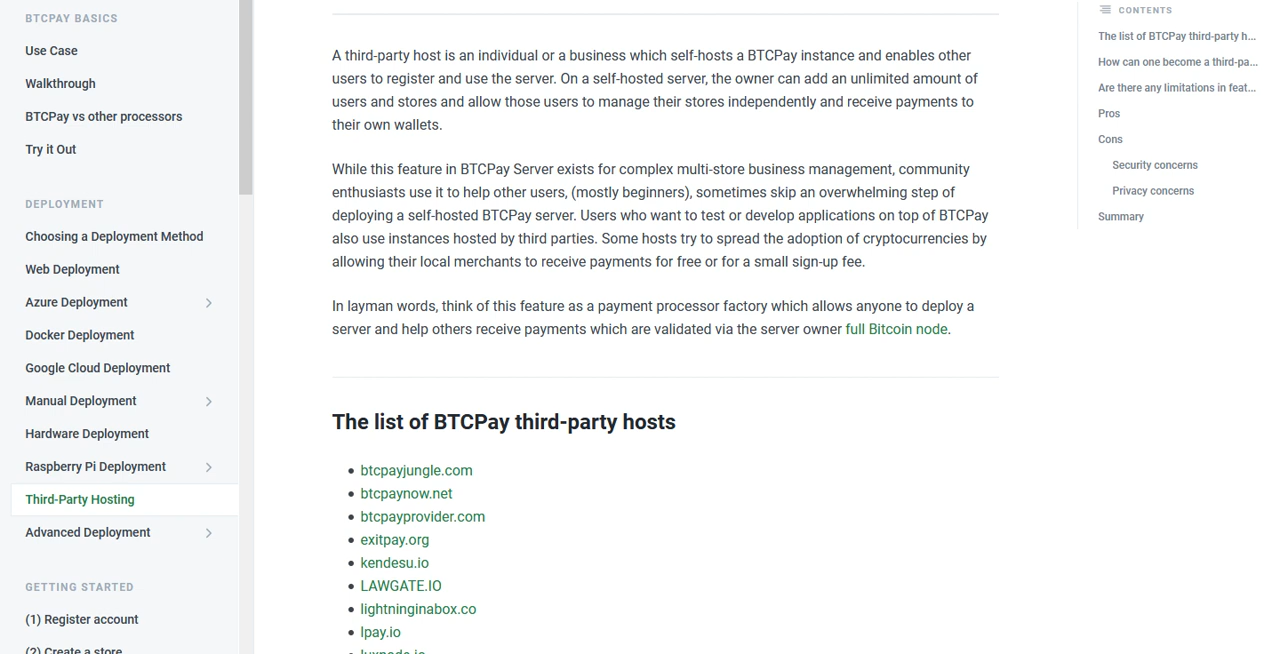 BTCPAY BASICS
Use Case
Walkthrough
BTCPay vs other processors
Try it Out
DEPLOYMENT
Choosing a Deployment Method
Web Deployment
Azure Deployment
Docker Deployment
Google Cloud Deployment
Manual Deployment
Hardware Deployment
Raspberry Pi Deployment
Third-Party Hosting
Advanced Deployment
GETTING STARTED
(1) Register account
(2) Create a store
A third-party host is an individual or a business which self-hosts a BTCPay instance and enables other
users to register and use the server. On a self-hosted server, the owner can add an unlimited amount of
users and stores and allow those users to manage their stores independently and receive payments to
their own wallets.
While this feature in BTCPay Server exists for complex multi-store business management, community
enthusiasts use it to help other users, (mostly beginners), sometimes skip an overwhelming step of
deploying a self-hosted BTCPay server. Users who want to test or develop applications on top of BTCPay
also use instances hosted by third parties. Some hosts try to spread the adoption of cryptocurrencies by
allowing their local merchants to receive payments for free or for a small sign-up fee.
In layman words, think of this feature as a payment processor factory which allows anyone to deploy a
server and help others receive payments which are validated via the server owner full Bitcoin node.
The list of BTCPay third-party hosts
btcpayjungle.com
btcpaynow.net
btcpayprovider.com
exitpay.org
kendesu.io
LAWGATE.IO
lightninginabox.co
lpay.io
luxnode.io
CONTENTS
The list of BTCPay third-party h...
How can one become a third-pa...
Are there any limitations in feat...
Pros
Cons
Security concerns
Privacy concerns
Summary